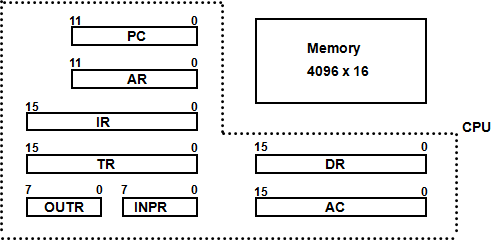 11 0
PC
Memory
4096 x 16
11 0
AR
15 0
IR
CPU
15 0
TR
15 0
DR
7 0
OUTR
7 0
INPR
15 0
AC